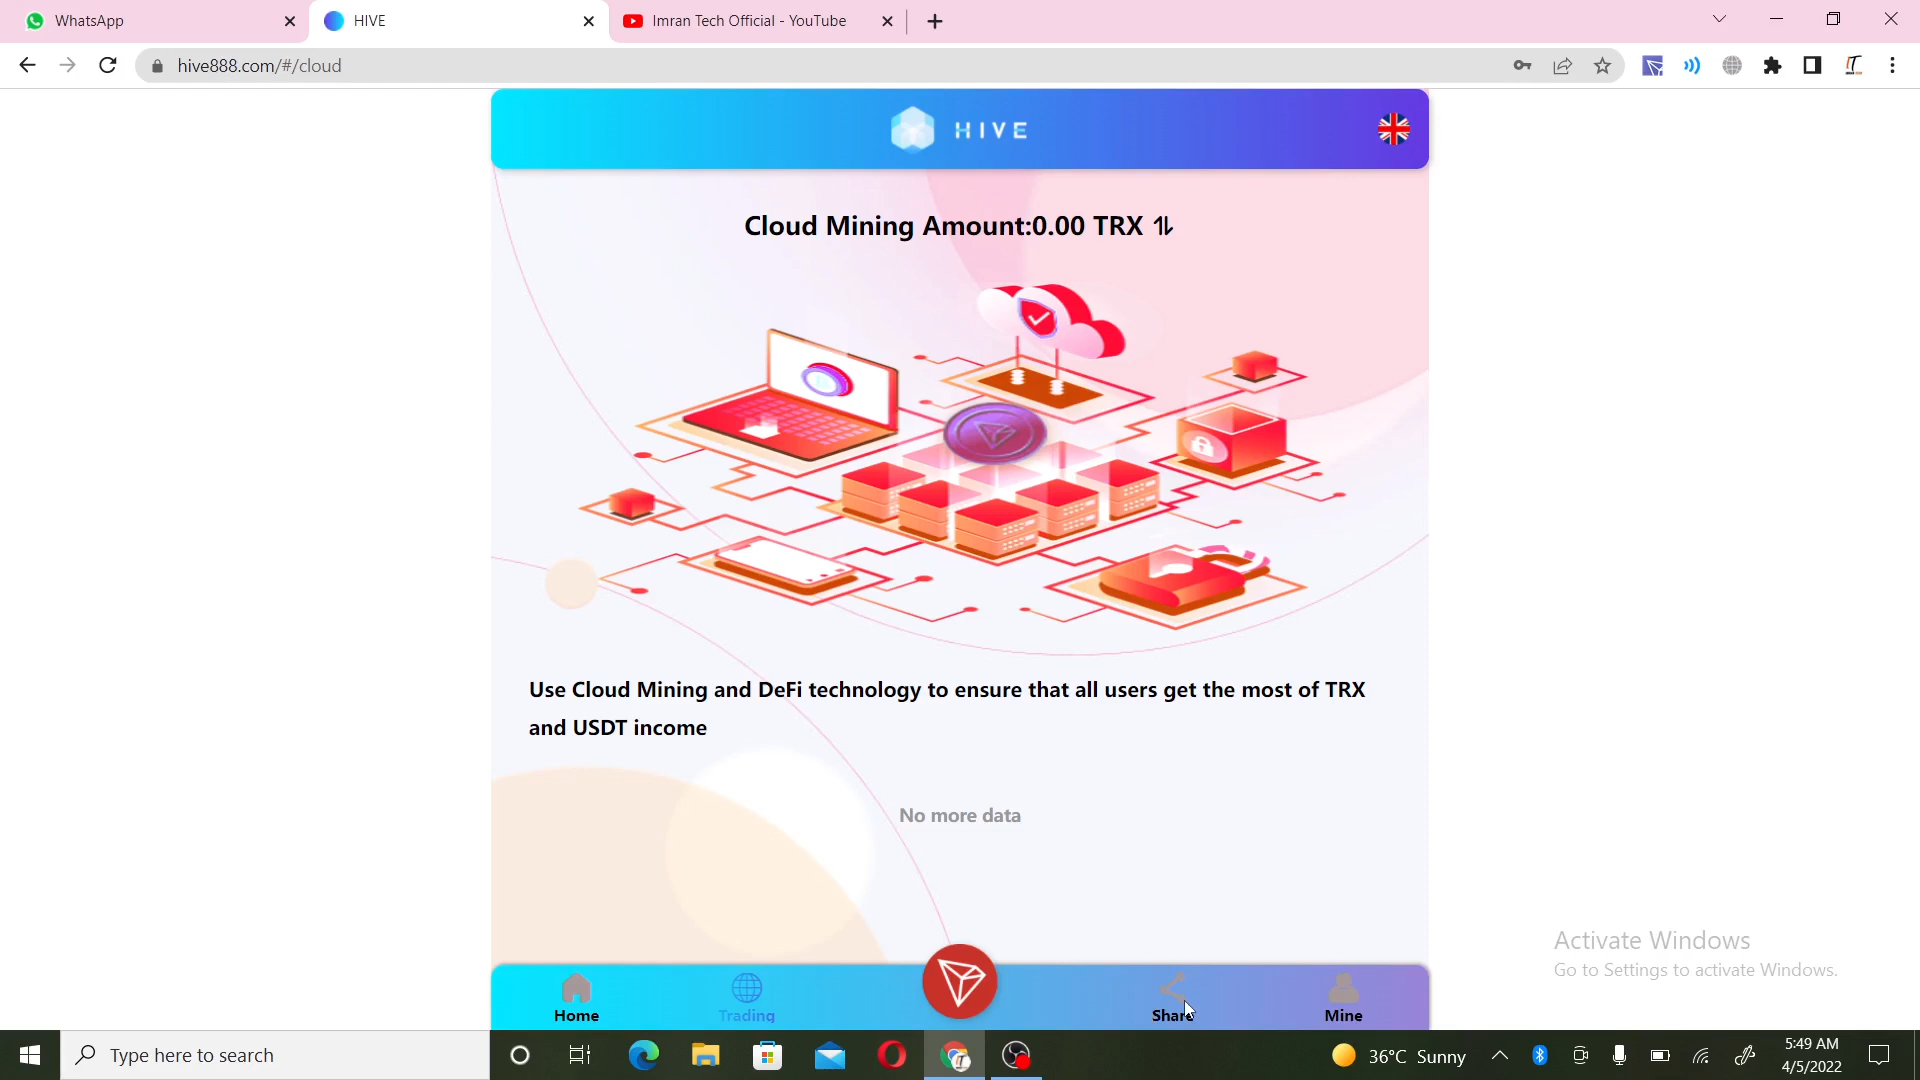 WhatsApp
HIVE
Imran Tech Official - YouTube
hive888.com/#/cloud
HIVE
Cloud Mining Amount:0.00 TRX
Use Cloud Mining and DeFi technology to ensure that all users get the most of TRX
and USDT income
No more data
Activate Windows
Go to Settings to activate Windows.
Home
Trading
Share
Mine
Type here to search
36°C Sunny
5:49 AM
4/5/2022